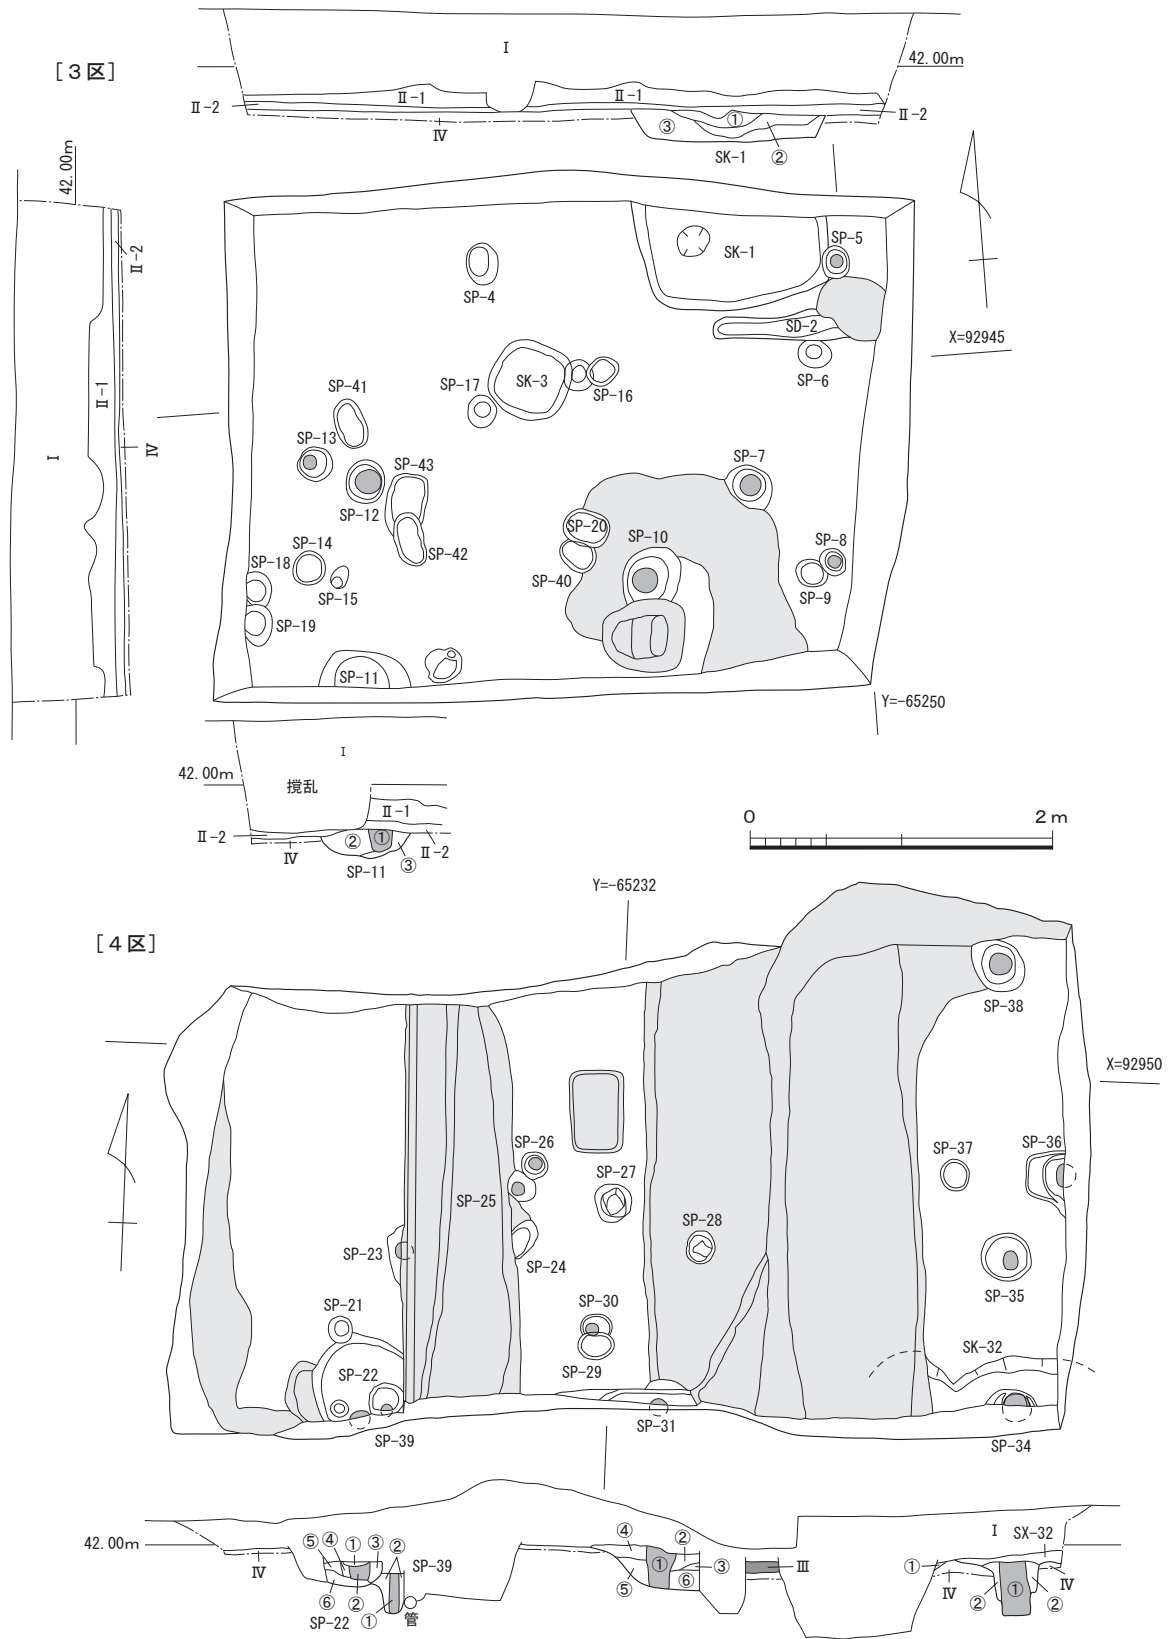 ［３区］
Ⅰ
42.00m
Ⅱ-1
Ⅱ-1
Ⅱ-2
Ⅱ-2
Ⅳ
③
①
②
SK-1
42.00m
Ⅱ-2
Ⅱ-1
Ⅳ
Ⅰ
SK-1
SP-5
SP-4
SD-2
X=92945
SP-6
SK-3
SP-17
SP-16
SP-41
SP-13
SP-43
SP-7
SP-12
SP-20
SP-10
SP-8
SP-14
SP-42
SP-18
SP-40
SP-15
SP-9
SP-19
SP-11
Y=-65250
Ⅰ
42.00m
撹乱
Ⅱ-1
Ⅱ-2
②
①
Ⅱ-2
Ⅳ
③
SP-11
0
2 m
Y=-65232
［４区］
SP-38
X=92950
SP-26
SP-37
SP-36
SP-27
SP-25
SP-28
SP-23
SP-24
SP-35
SP-21
SP-30
SK-32
SP-29
SP-22
SP-31
SP-39
SP-34
42.00m
⑤
④
①
③
②
SP-39
④
②
①
③
Ⅲ
Ⅰ
SX-32
①
Ⅳ
⑥
②
①
管
SP-22
⑤
⑥
Ⅳ
②
①
②
Ⅳ